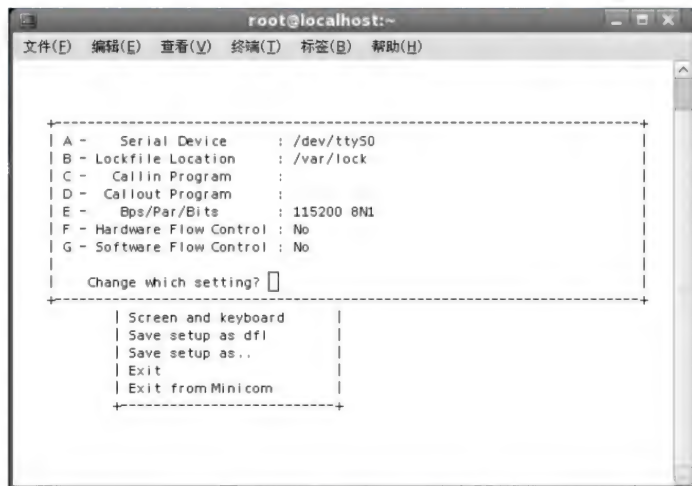 root@localhost:~
文件(F) 编辑(E) 查看(V) 终端(T) 标签(B) 帮助(H)
A - Serial Device : /dev/ttyS0
B - Lockfile Location : /var/lock
C - Callin Program :
D - Callout Program :
E - Bps/Par/Bits : 115200 8N1
F - Hardware Flow Control : No
G - Software Flow Control : No
Change which setting?
Screen and keyboard
Save setup as dfl
Save setup as..
Exit
Exit from Minicom